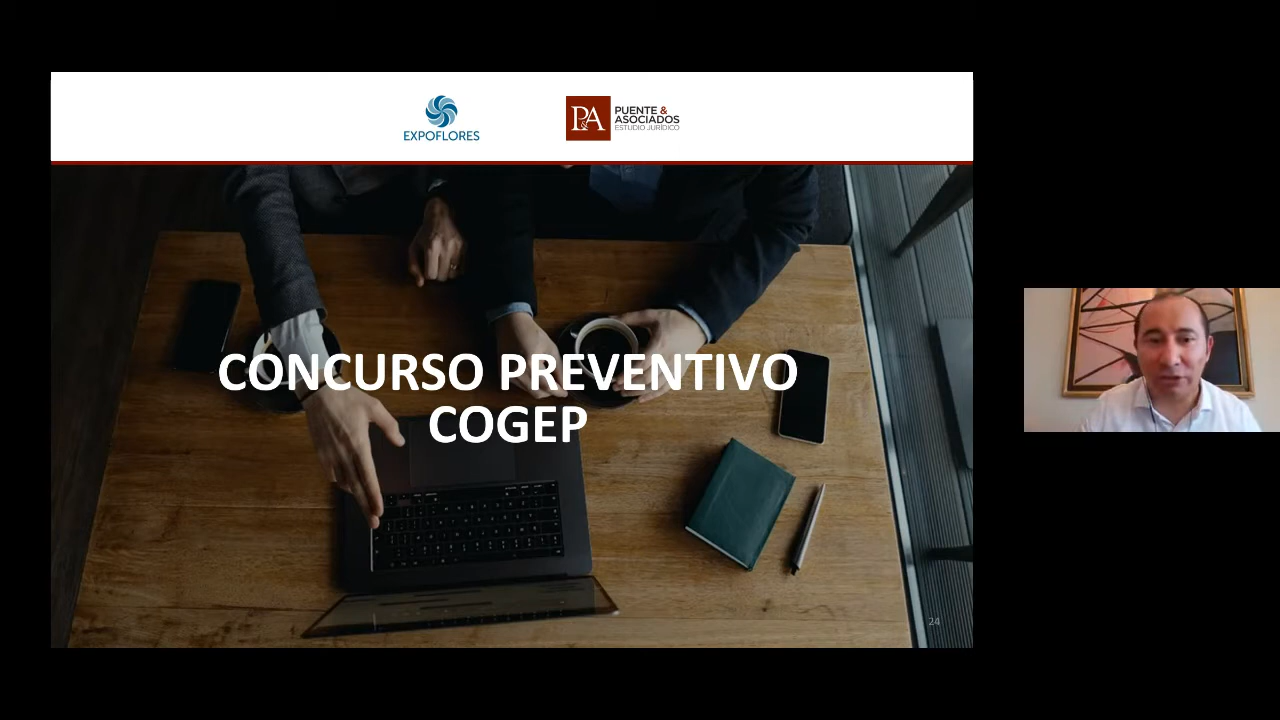 EXPOFLORES
P&A
PUENTE &
ASOCIADOS
ESTUDIO JURÍDICO
CONCURSO PREVENTIVO
COGEP
24